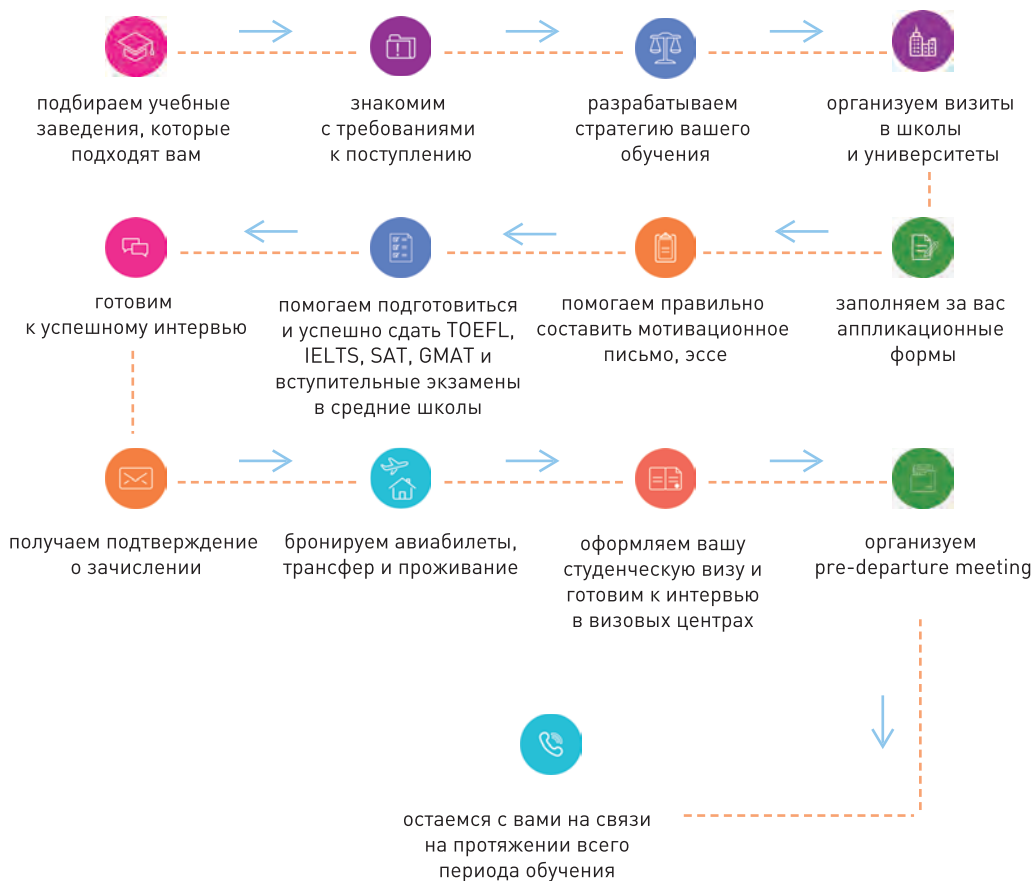 подбираем учебные
заведения, которые
подходят вам
знакомим
с требованиями
к поступлению
разрабатываем
стратегию вашего
обучения
организуем визиты
в школы
и университеты
заполняем за вас
аппликационные
формы
помогаем правильно
составить мотивационное
письмо, эссе
помогаем подготовиться
и успешно сдать TOEFL,
IELTS, SAT, GMAT и
вступительные экзамены
в средние школы
готовим
к успешному интервью
получаем подтверждение
о зачислении
бронируем авиабилеты,
трансфер и проживание
оформляем вашу
студенческую визу и
готовим к интервью
в визовых центрах
организуем
pre-departure meeting
остаемся с вами на связи
на протяжении всего
периода обучения